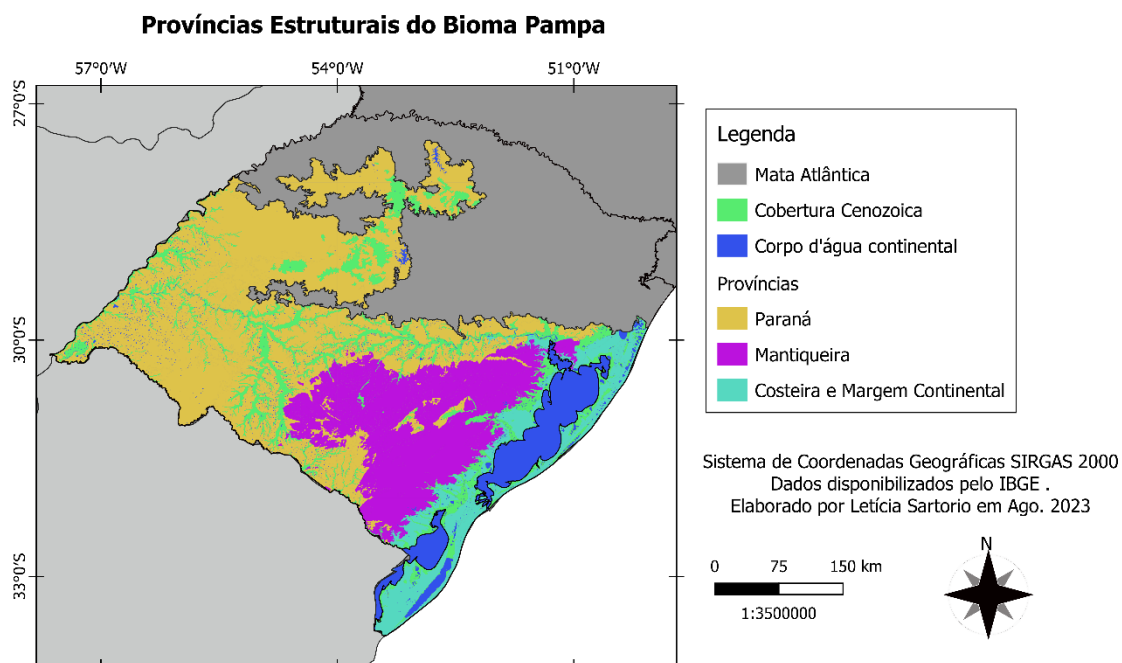 Províncias Estruturais do Bioma Pampa
57°0'W
54°0'W
51°0'W
27°0'S
30°0'S
33°0'S
Legenda
Mata Atlântica
Cobertura Cenozoica
Corpo d'água continental
Províncias
Paraná
Mantiqueira
Costeira e Margem Continental
Sistema de Coordenadas Geográficas SIRGAS 2000
Dados disponibilizados pelo IBGE .
Elaborado por Letícia Sartorio em Ago. 2023
0 75 150 km
1:3500000
N